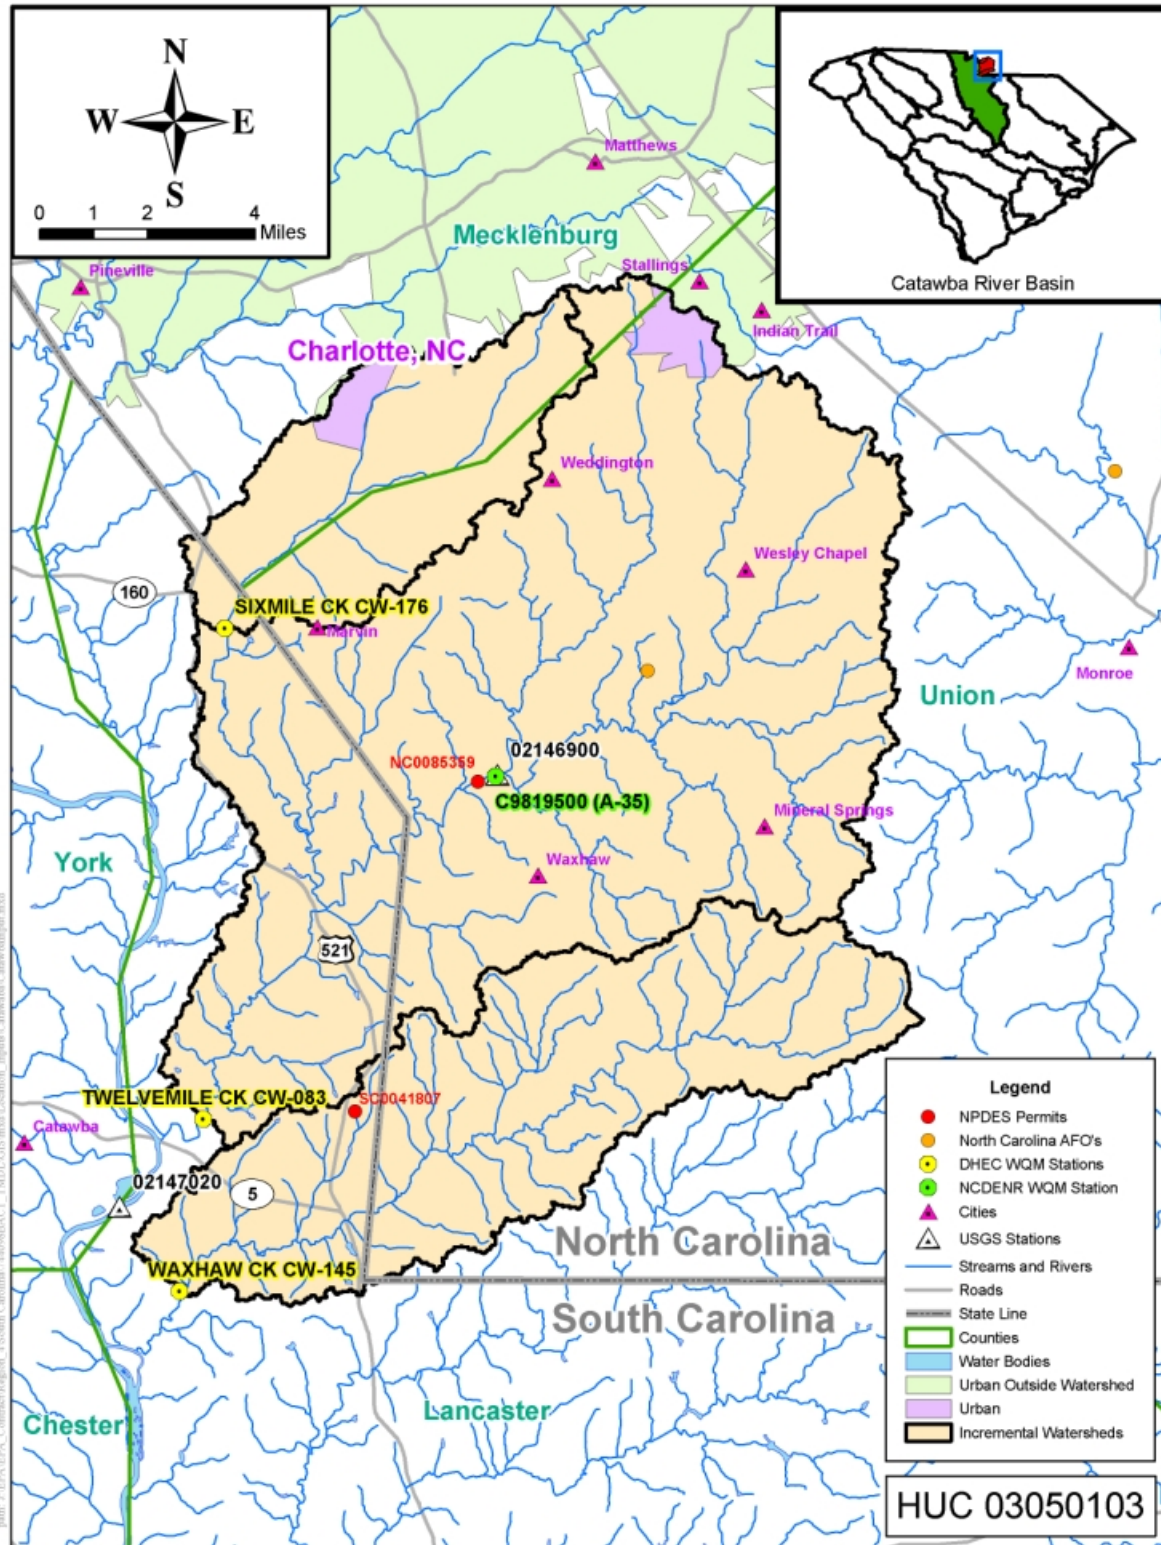 N
W E
S
0 1 2 4
Miles
Catawba River Basin
Matthews
Mecklenburg
Pineville
Stallings
Indian Trail
Charlotte, NC
Weddington
Wesley Chapel
160
SIXMILE CK CW-176
Marvin
Monroe
Union
02146900
NC0085359
C9819500 (A-35)
Mineral Springs
York
Waxhaw
521
TWELVEMILE CK CW-083
SC0041807
Catawba
02147020
5
North Carolina
WAXHAW CK CW-145
South Carolina
Lancaster
Chester
Legend
NPDES Permits
North Carolina AFO's
DHEC WQM Stations
NCDENR WQM Station
Cities
USGS Stations
Streams and Rivers
Roads
State Line
Counties
Water Bodies
Urban Outside Watershed
Urban
Incremental Watersheds
HUC 03050103